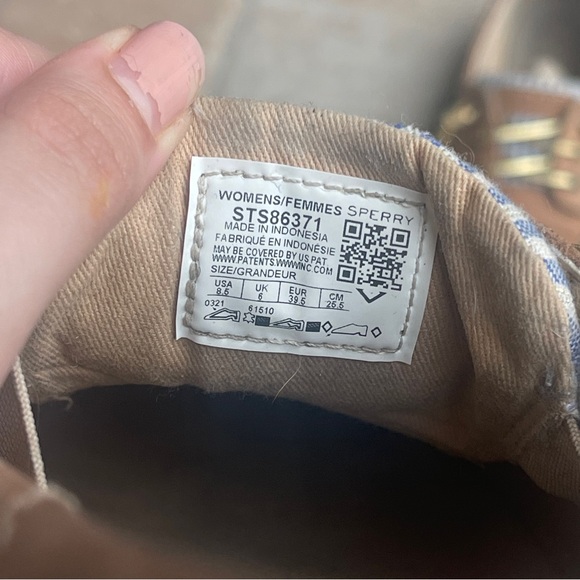 WOMENS/FEMMES SPERRY
STS86371
MADE IN INDONESIA
FABRIQUÉ EN INDONÉSIE
MAY BE COVERED BY US PAT.
WWW.PATENTS.WWWINC.COM
SIZE/GRANDEUR
USA UK EUR CM
8.5 6 39.5 25.5
0321 61510